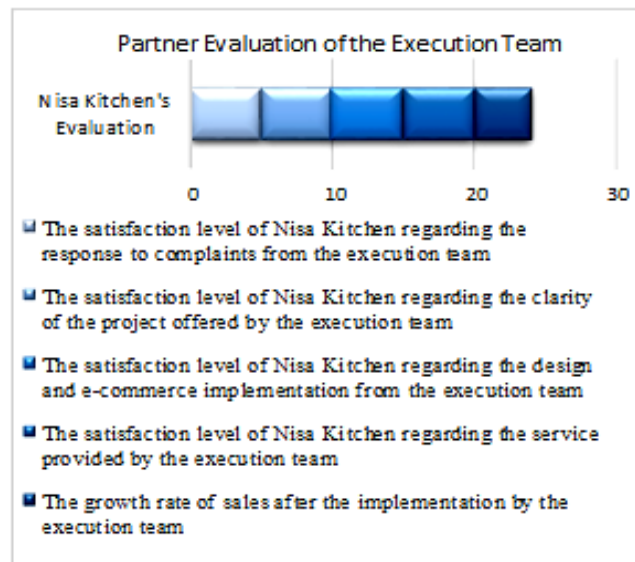 Partner Evaluation of the Execution Team
Nisa Kitchen's
Evaluation
0 10 20 30
The satisfaction level of Nisa Kitchen regarding the
response to complaints from the execution team
The satisfaction level of Nisa Kitchen regarding the clarity
of the project offered by the execution team
The satisfaction level of Nisa Kitchen regarding the design
and e-commerce implementation from the execution team
The satisfaction level of Nisa Kitchen regarding the service
provided by the execution team
The growth rate of sales after the implementation by the
execution team